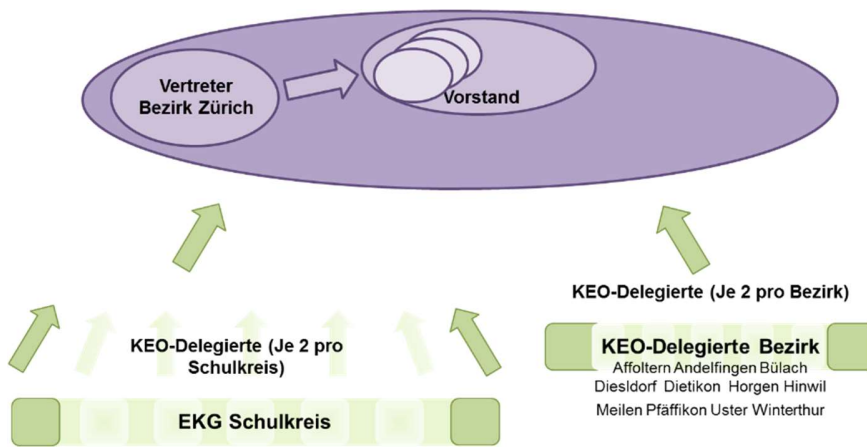 Vertreter
Bezirk Zürich
Vorstand
KEO-Delegierte (Je 2 pro Bezirk)
KEO-Delegierte (Je 2 pro
Schulkreis)
KEO-Delegierte Bezirk
Affoltern Andelfingen Bülach
Diesldorf Dietikon Horgen Hinwil
Meilen Pfäffikon Uster Winterthur
EKG Schulkreis